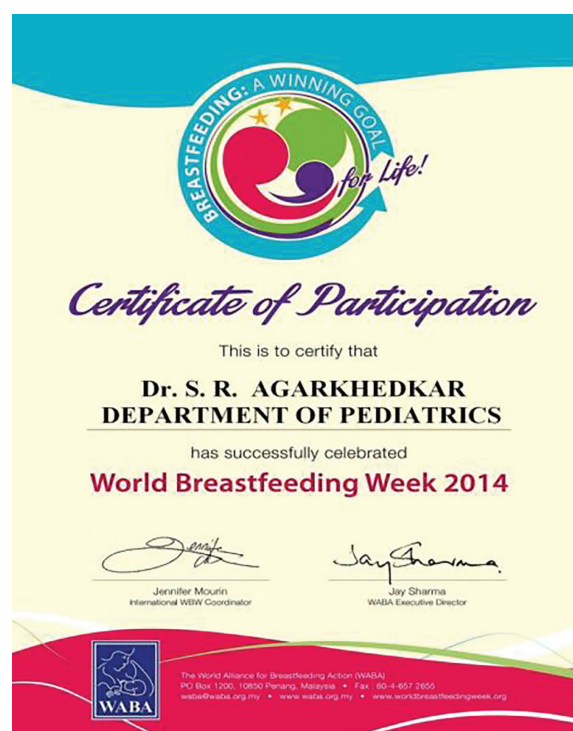 BREASTFEEDING: A WINNING GOAL
for Life!
Certificate of Participation
This is to certify that
Dr. S. R. AGARKHEDKAR
DEPARTMENT OF PEDIATRICS
has successfully celebrated
World Breastfeeding Week 2014
Jennifer
Jay Sharma
Jennifer Mourin
Jay Sharma
International WBW Coordinator
WABA Executive Director
WABA
The World Alliance for Breastfeeding Action (WABA)
PO Box 1200, 10850 Penang, Malaysia • Fax : 60-4-657 2655
waba@waba.org.my • www.waba.org.my • www.worldbreastfeedingweek.org